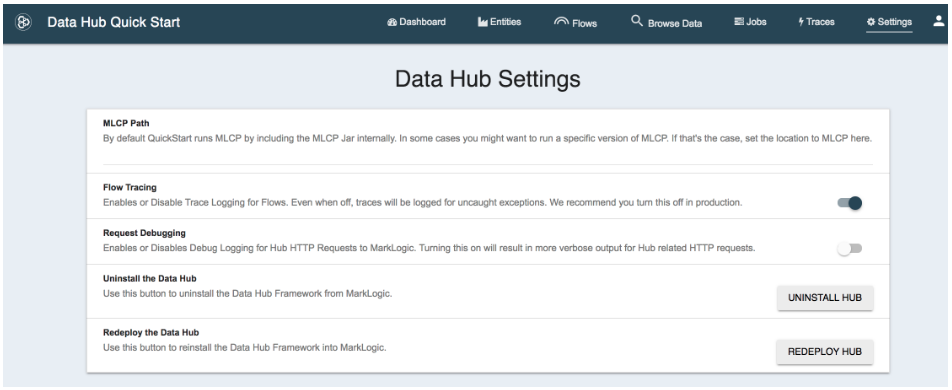 Data Hub Quick Start Dashboard Entities Flows Browse Data Jobs Traces Settings
Data Hub Settings
MLCP Path
By default QuickStart runs MLCP by including the MLCP Jar internally. In some cases you might want to run a specific version of MLCP. If that's the case, set the location to MLCP here.
Flow Tracing
Enables or Disable Trace Logging for Flows. Even when off, traces will be logged for uncaught exceptions. We recommend you turn this off in production.
Request Debugging
Enables or Disables Debug Logging for Hub HTTP Requests to MarkLogic. Turning this on will result in more verbose output for Hub related HTTP requests.
Uninstall the Data Hub
Use this button to uninstall the Data Hub Framework from MarkLogic.
UNINSTALL HUB
Redeploy the Data Hub
Use this button to reinstall the Data Hub Framework into MarkLogic.
REDEPLOY HUB